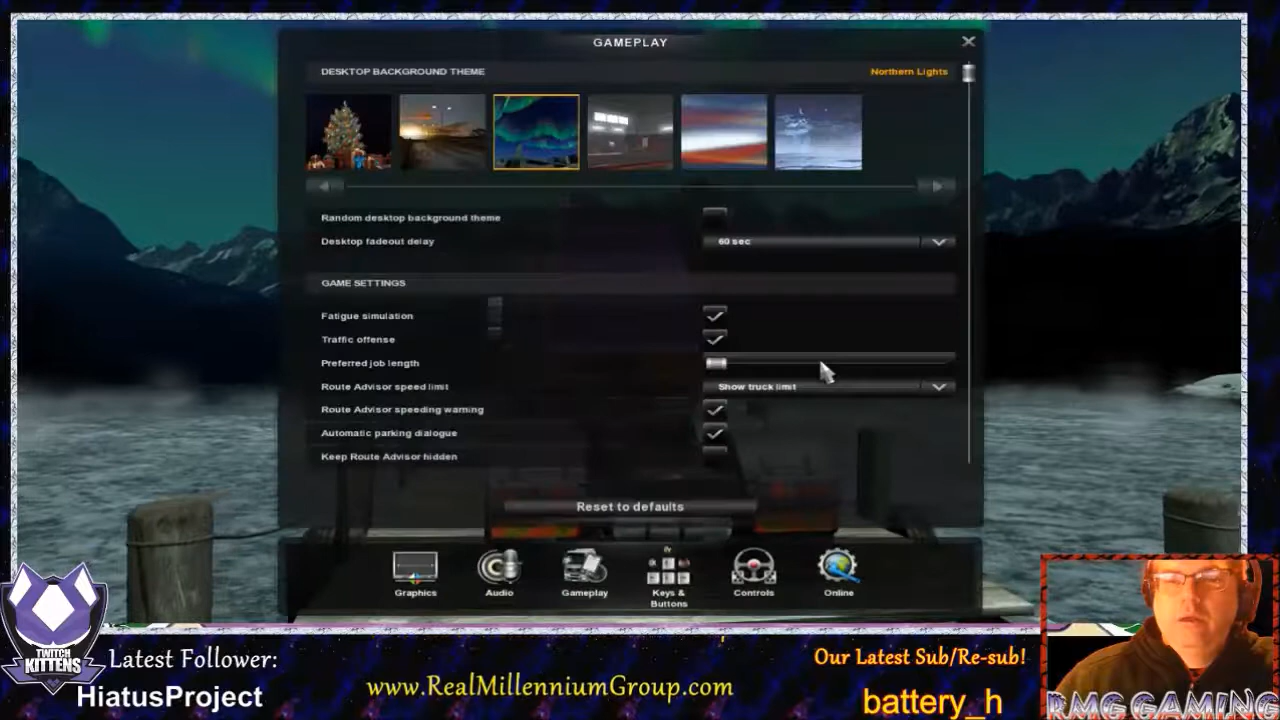 GAMEPLAY
DESKTOP BACKGROUND THEME
Northern Lights
Random desktop background theme
Desktop fadeout delay
60 sec
GAME SETTINGS
Fatigue simulation
Traffic offense
Preferred job length
Route Advisor speed limit
Show truck limit
Route Advisor speeding warning
Automatic parking dialogue
Keep Route Advisor hidden
Reset to defaults
Graphics
Audio
Gameplay
Keys &
Buttons
Controls
Online
TWITCH
KITTENS
Latest Follower:
HiatusProject
www.RealMillenniumGroup.com
Our Latest Sub/Re-sub!
battery_h
RMG GAMING